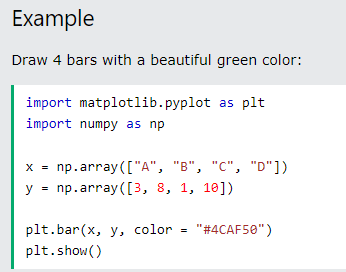 Example
Draw 4 bars with a beautiful green color:
import matplotlib.pyplot as plt
import numpy as np
x = np.array(["A", "B", "C", "D"])
y = np.array([3, 8, 1, 10])
plt.bar(x, y, color = "#4CAF50")
plt.show()